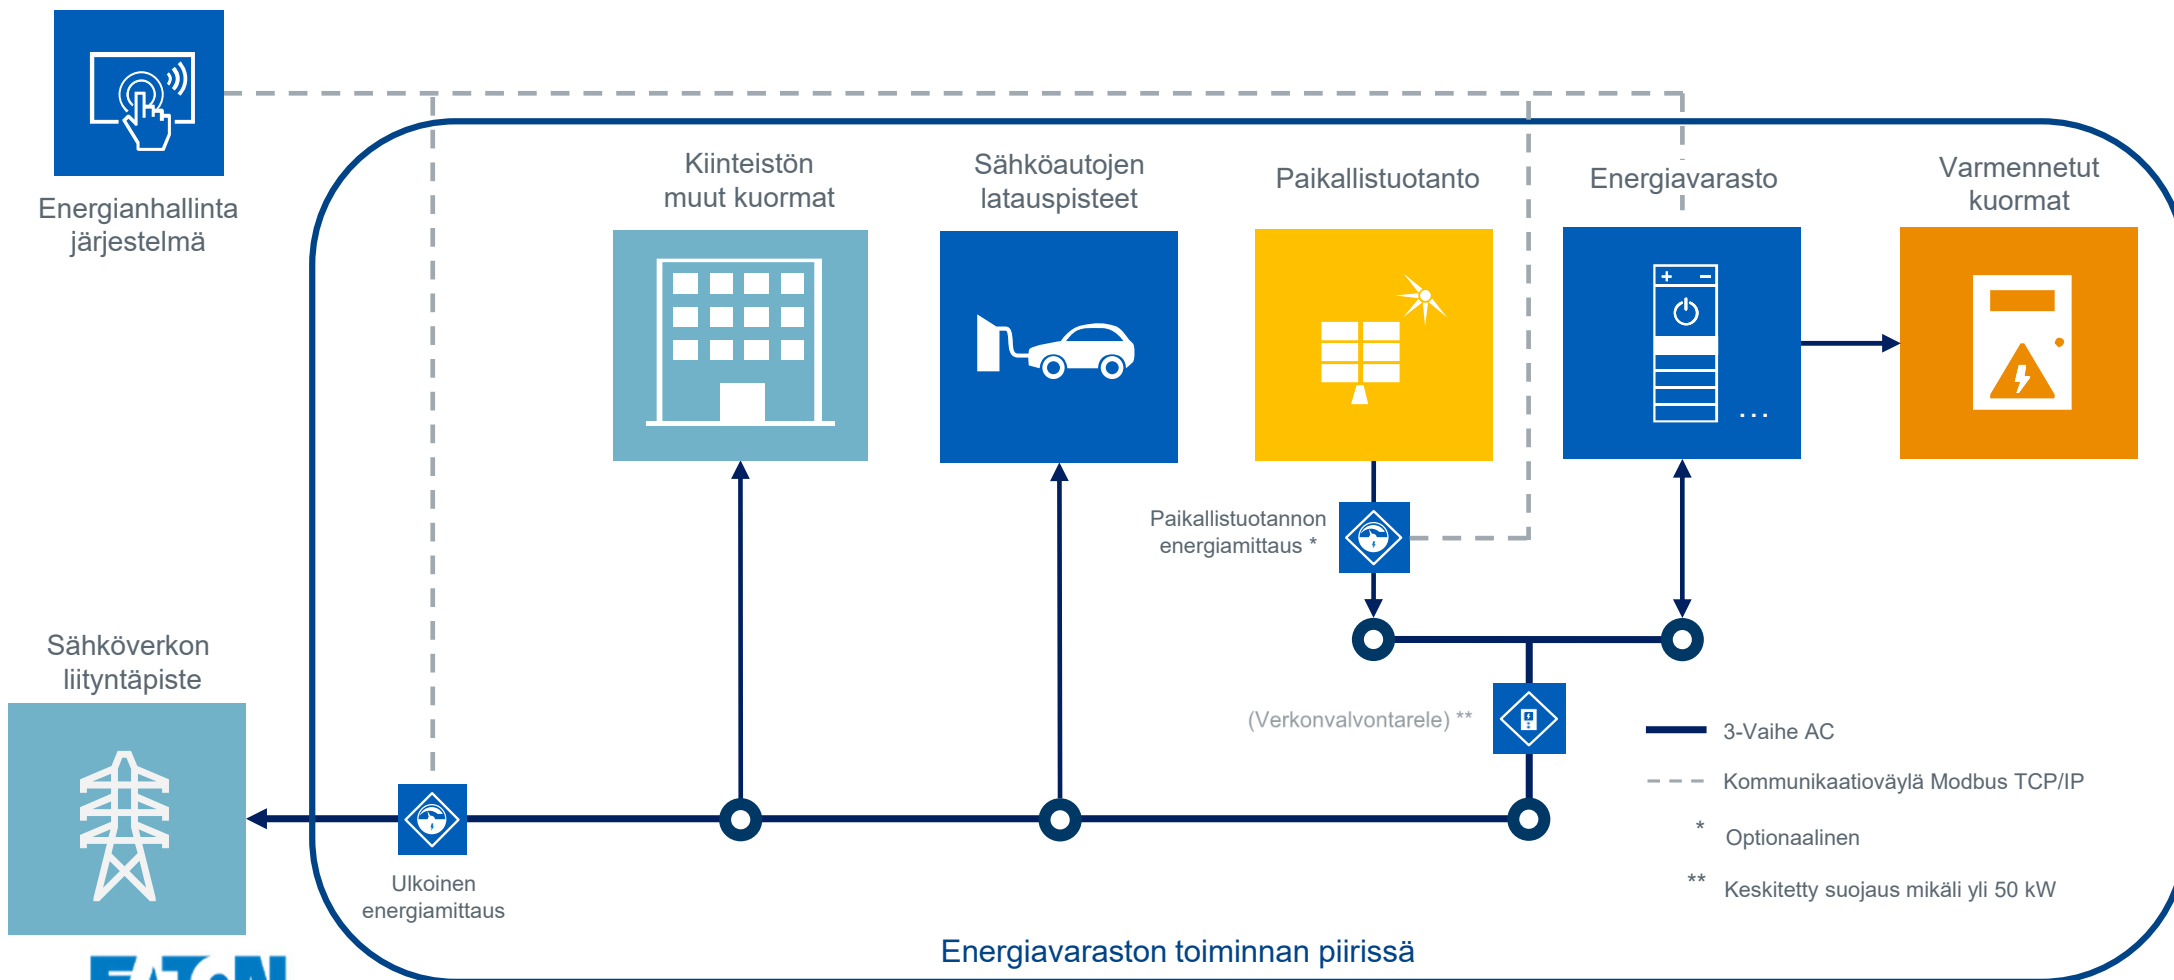 Energianhallinta
järjestelmä
Kiinteistön
muut kuormat
Sähköautojen
latauspisteet
Paikallistuotanto
Energiavarasto
Varmennetut
kuormat
Paikallistuotannon
energiamittaus *
Sähköverkon
liityntäpiste
(Verkonvalvontarele) **
3-Vaihe AC
Kommunikaatioväylä Modbus TCP/IP
* Optionaalinen
** Keskitetty suojaus mikäli yli 50 kW
Ulkoinen
energiamittaus
Energiavaraston toiminnan piirissä
EATON